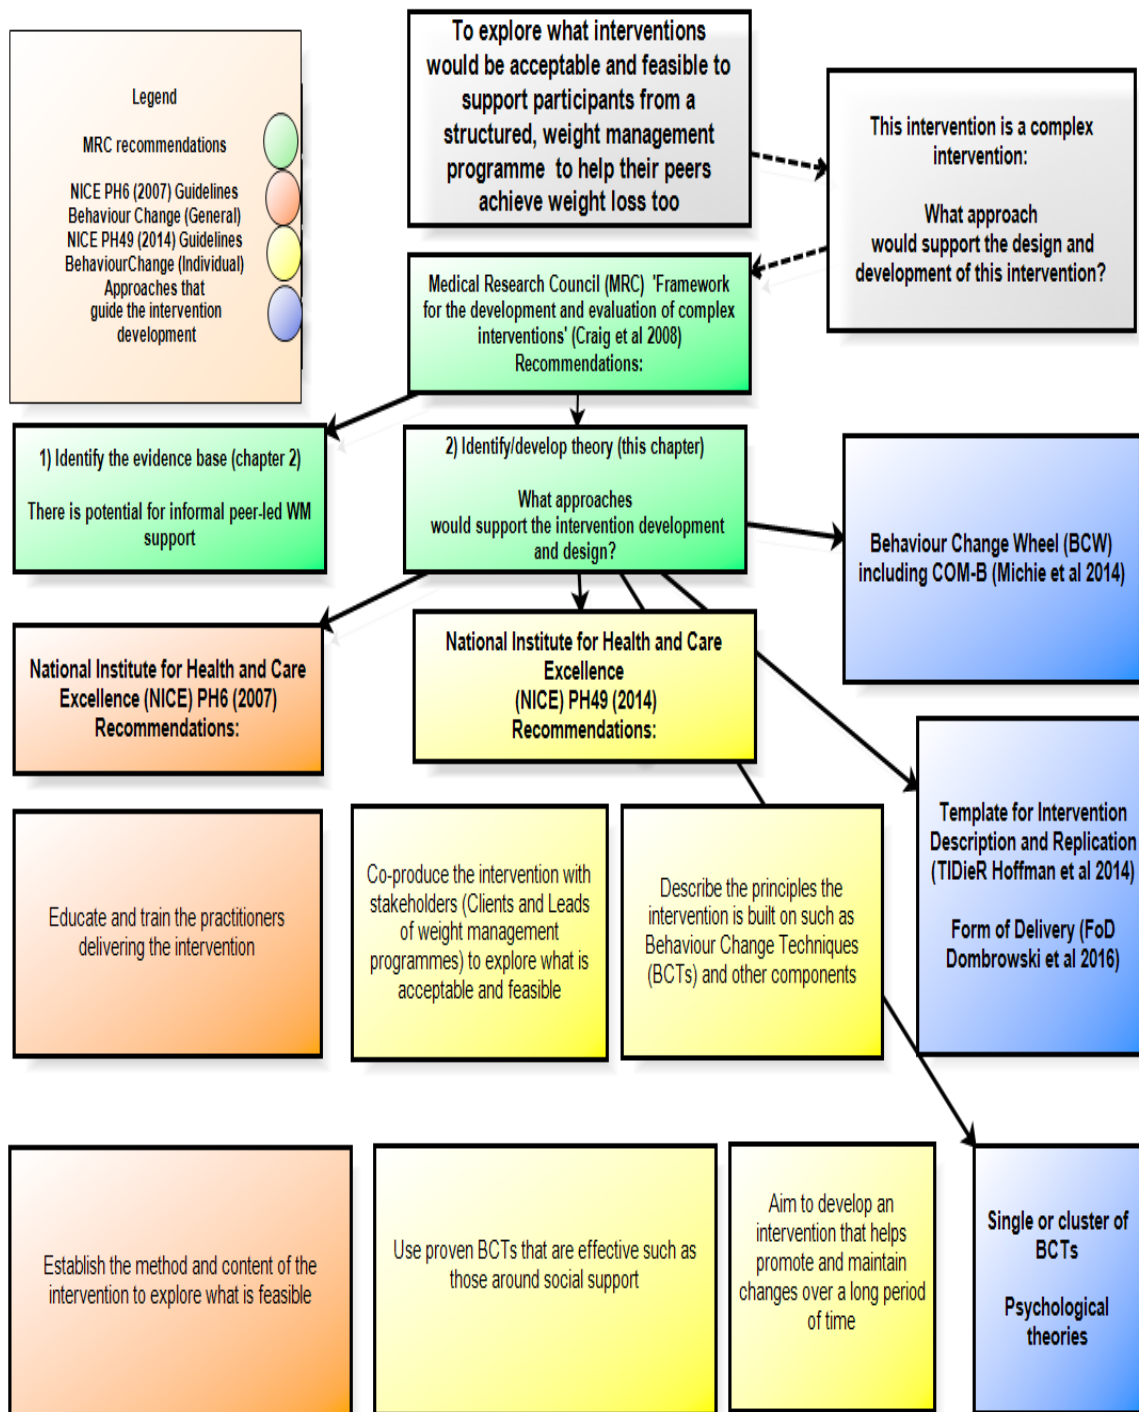 Legend
MRC recommendations
NICE PH6 (2007) Guidelines
Behaviour Change (General)
NICE PH49 (2014) Guidelines
BehaviourChange (Individual)
Approaches that
guide the intervention
development
To explore what interventions
would be acceptable and feasible to
support participants from a
structured, weight management
programme to help their peers
achieve weight loss too
This intervention is a complex
intervention:
What approach
would support the design and
development of this intervention?
Medical Research Council (MRC) 'Framework
for the development and evaluation of complex
interventions' (Craig et al 2008)
Recommendations:
1) Identify the evidence base (chapter 2)
There is potential for informal peer-led WM
support
2) Identify/develop theory (this chapter)
What approaches
would support the intervention development
and design?
Behaviour Change Wheel (BCW)
including COM-B (Michie et al 2014)
National Institute for Health and Care
Excellence (NICE) PH6 (2007)
Recommendations:
National Institute for Health and Care
Excellence
(NICE) PH49 (2014)
Recommendations:
Template for Intervention
Description and Replication
(TIDieR Hoffman et al 2014)
Form of Delivery (FoD
Dombrowski et al 2016)
Educate and train the practitioners
delivering the intervention
Co-produce the intervention with
stakeholders (Clients and Leads
of weight management
programmes) to explore what is
acceptable and feasible
Describe the principles the
intervention is built on such as
Behaviour Change Techniques
(BCTs) and other components
Establish the method and content of the
intervention to explore what is feasible
Use proven BCTs that are effective such as
those around social support
Aim to develop an
intervention that helps
promote and maintain
changes over a long period
of time
Single or cluster of
BCTs
Psychological
theories